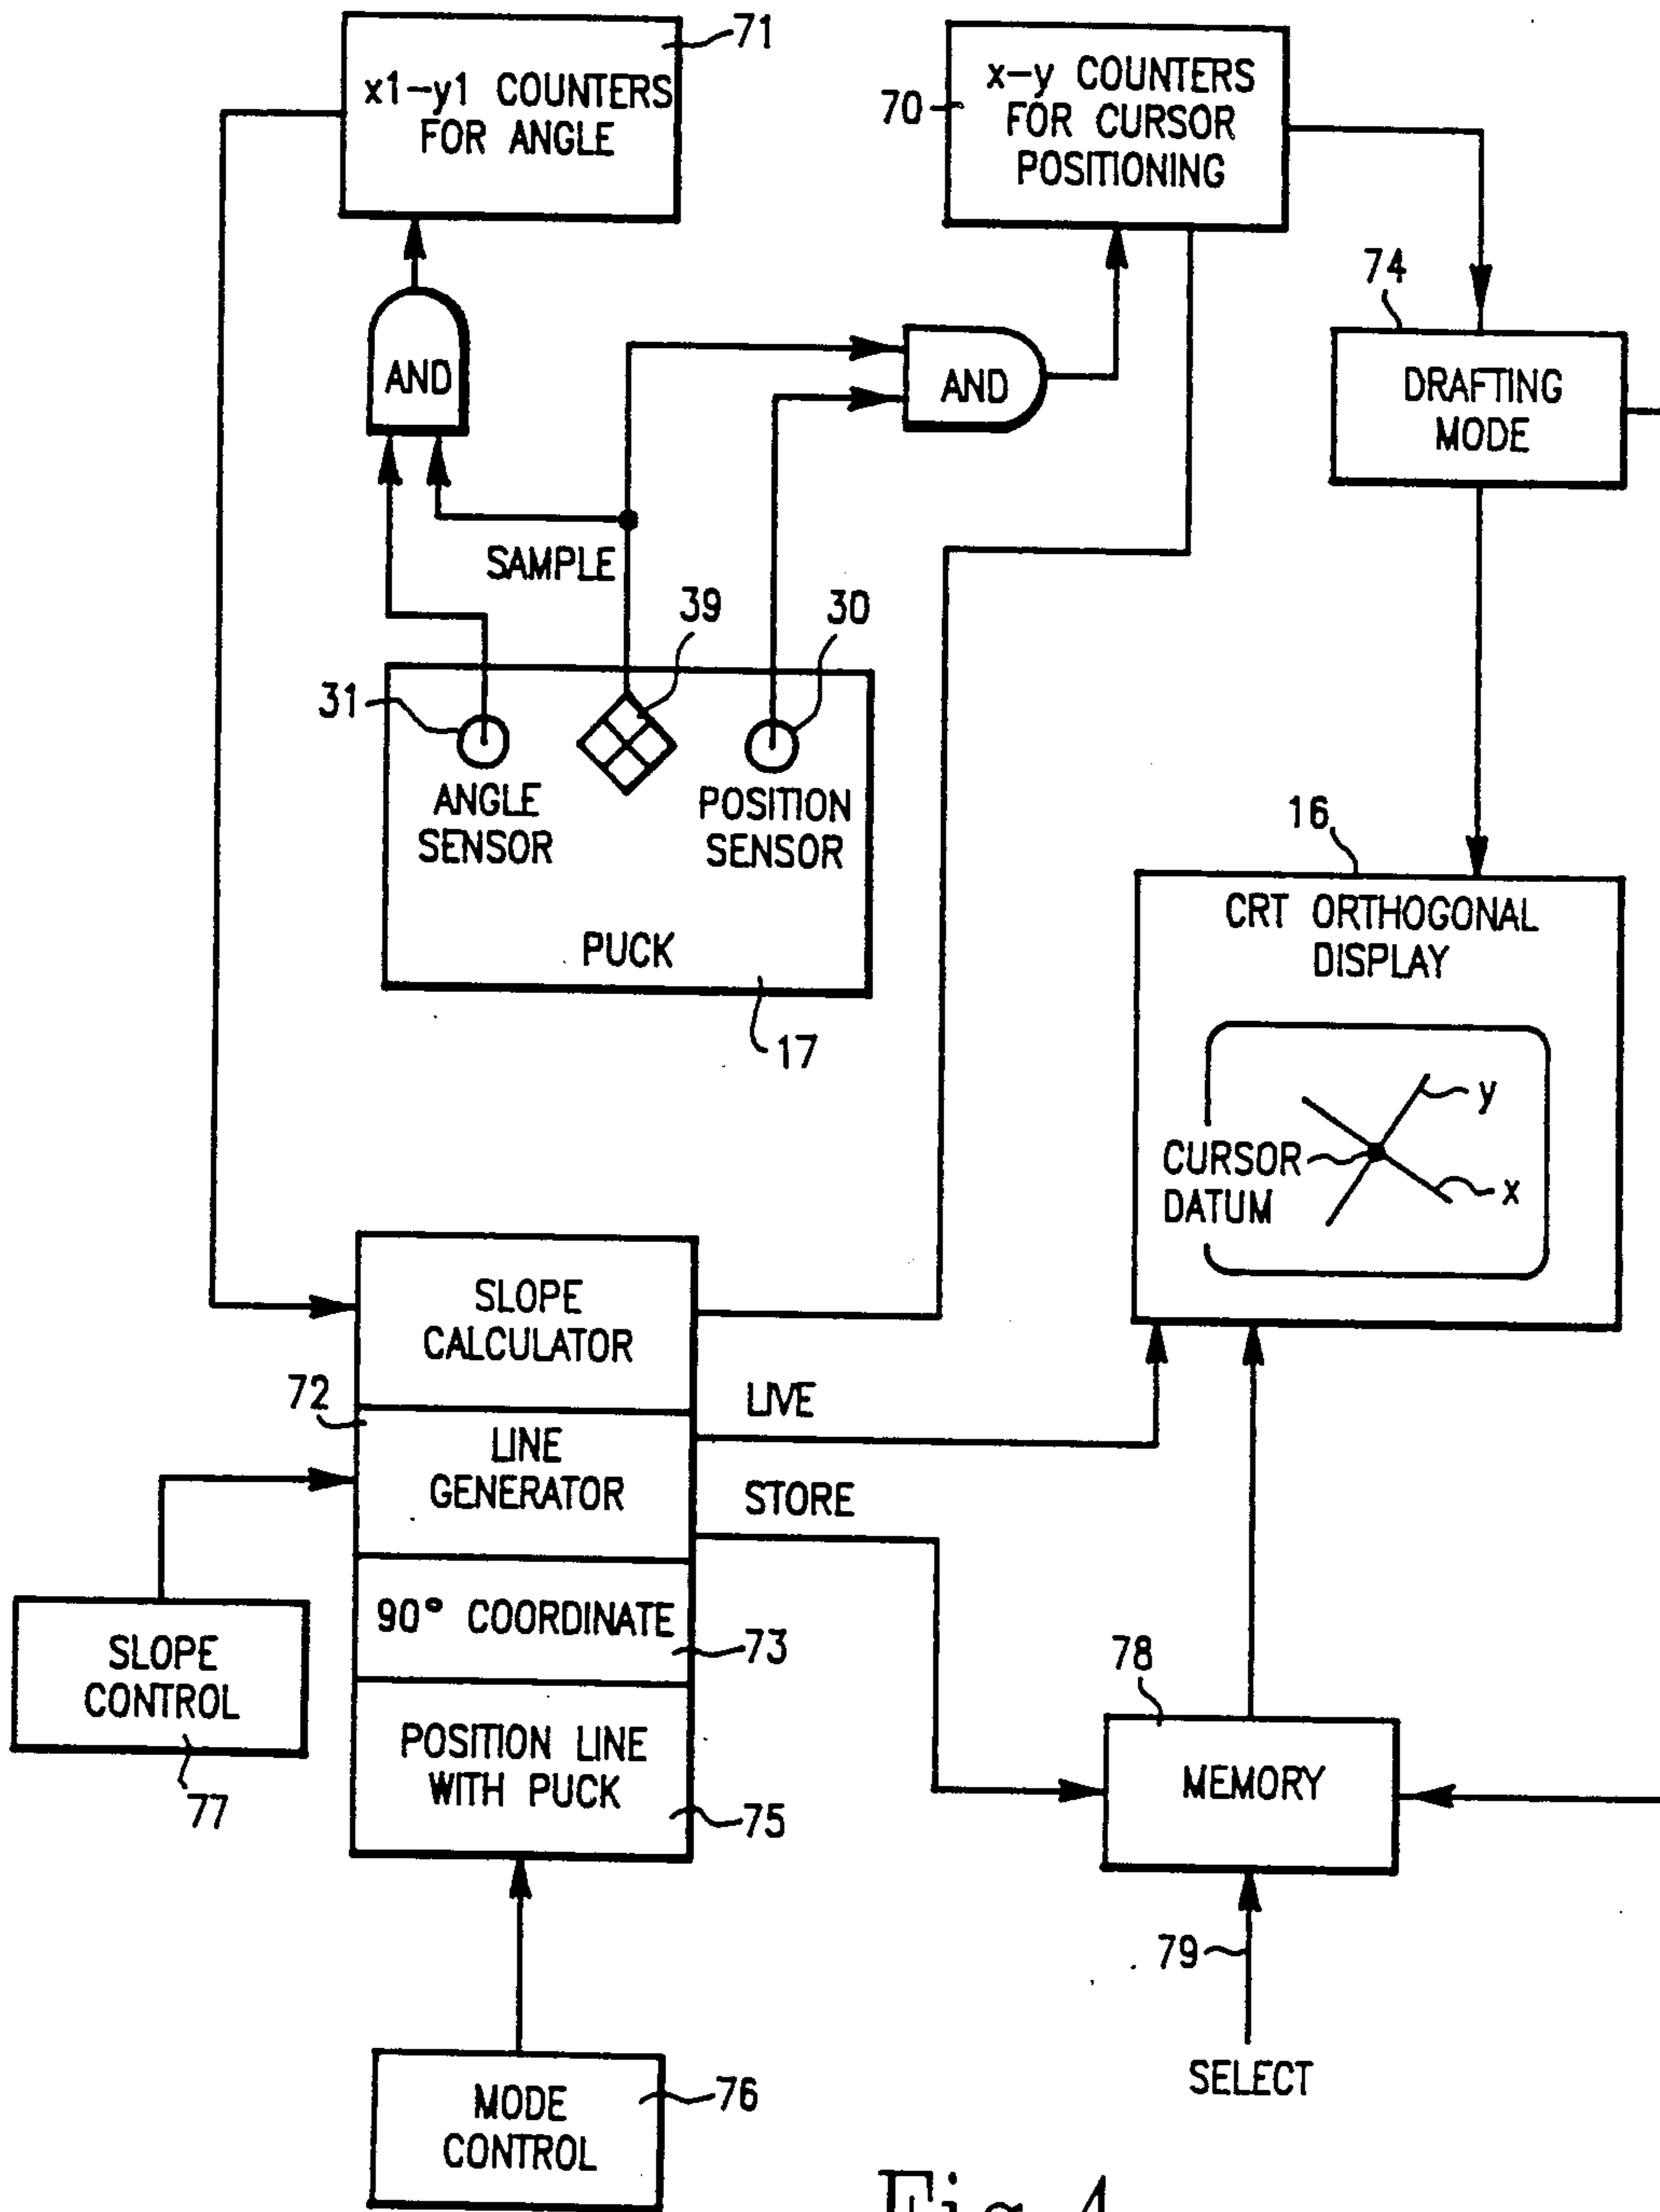 71
x1-y1 COUNTERS
FOR ANGLE
70
x-y COUNTERS
FOR CURSOR
POSITIONING
74
DRAFTING
MODE
AND
AND
SAMPLE
39
30
31
ANGLE
SENSOR
POSITION
SENSOR
PUCK
17
16
CRT ORTHOGONAL
DISPLAY
y
CURSOR
DATUM
x
SLOPE
CALCULATOR
72
LINE
GENERATOR
LIVE
STORE
90° COORDINATE
73
SLOPE
CONTROL
77
POSITION LINE
WITH PUCK
75
78
MEMORY
79
SELECT
MODE
CONTROL
76
Fig. 4